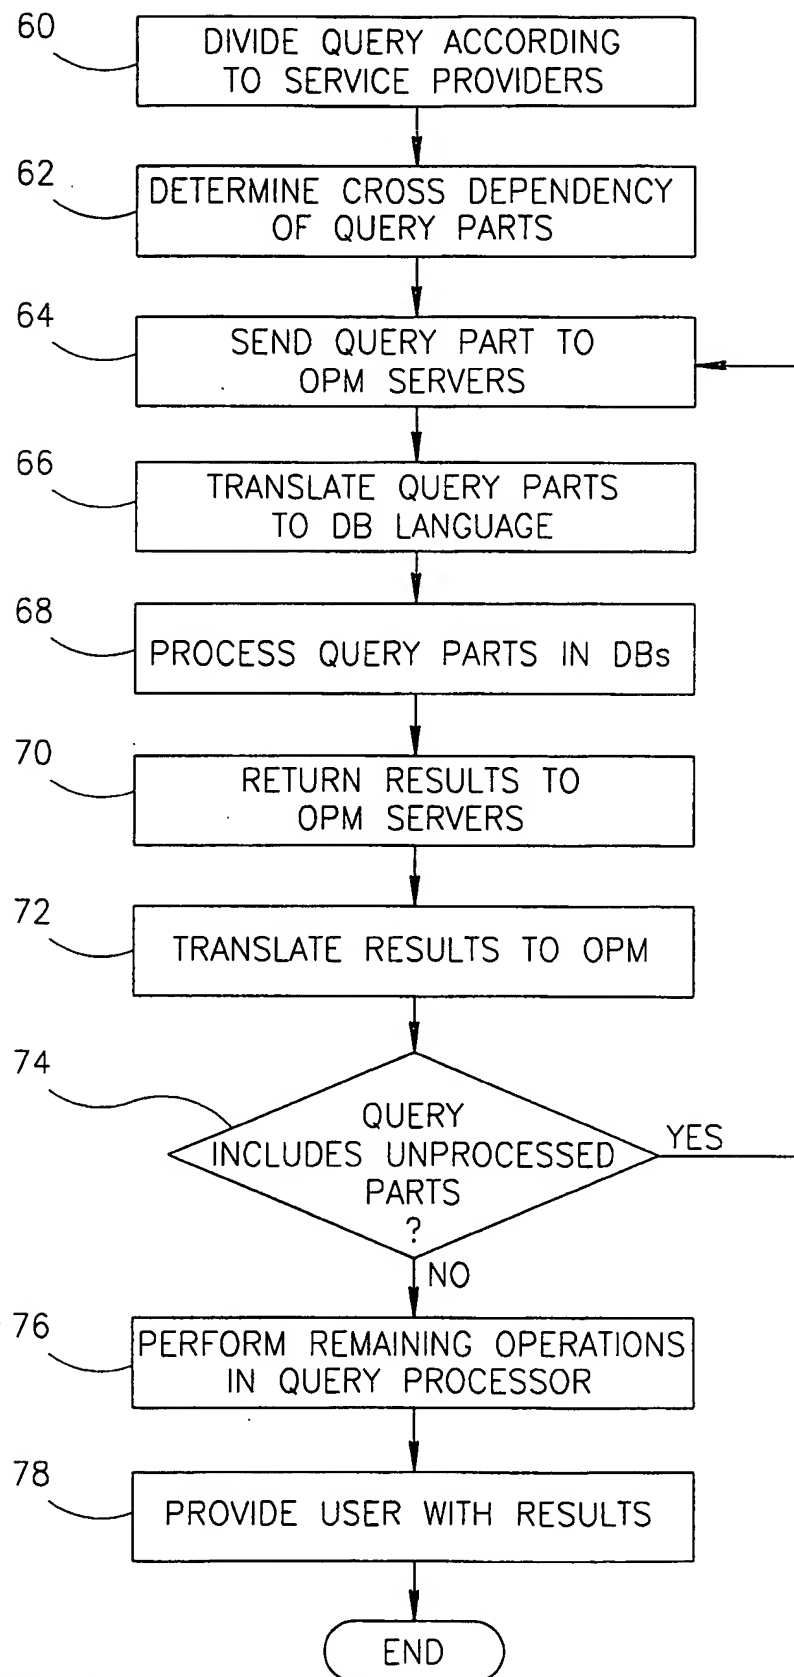 60
DIVIDE QUERY ACCORDING
TO SERVICE PROVIDERS
62
DETERMINE CROSS DEPENDENCY
OF QUERY PARTS
64
SEND QUERY PART TO
OPM SERVERS
66
TRANSLATE QUERY PARTS
TO DB LANGUAGE
68
PROCESS QUERY PARTS IN DBs
70
RETURN RESULTS TO
OPM SERVERS
72
TRANSLATE RESULTS TO OPM
74
QUERY
INCLUDES UNPROCESSED
PARTS
?
YES
NO
76
PERFORM REMAINING OPERATIONS
IN QUERY PROCESSOR
78
PROVIDE USER WITH RESULTS
END